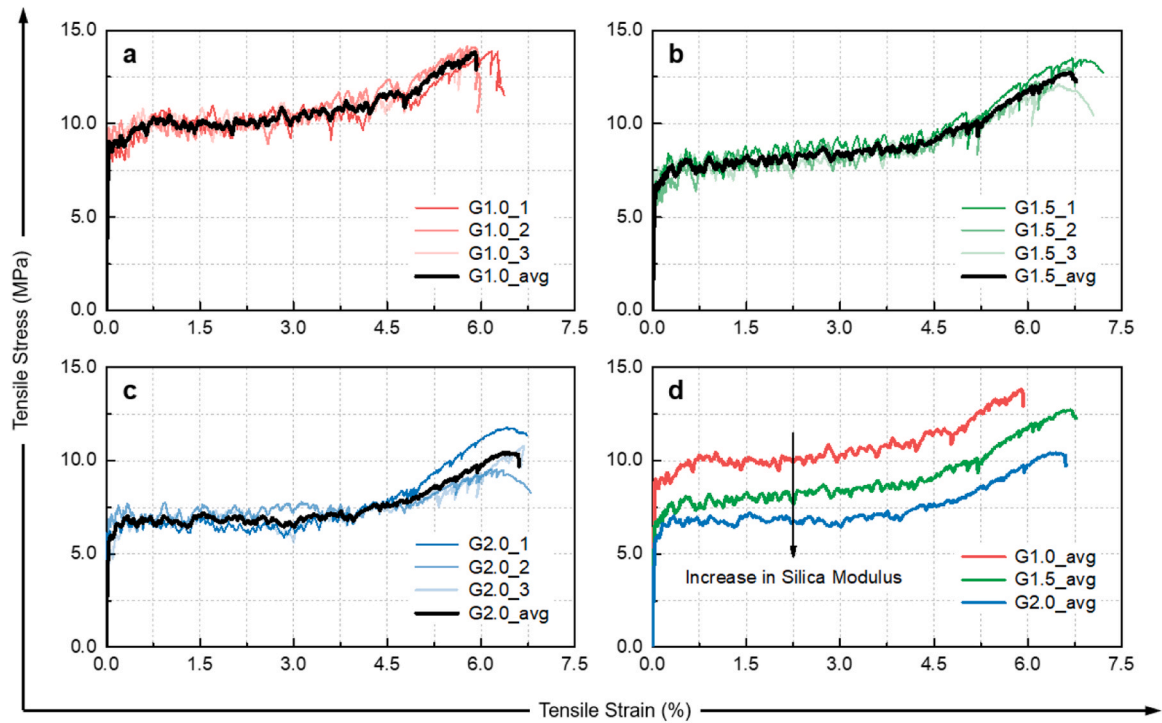 Tensile Stress (MPa)
a
15.0
10.0
5.0
0.0
G1.0_1
G1.0_2
G1.0_3
G1.0_avg
0.0 1.5 3.0 4.5 6.0 7.5
b
15.0
10.0
5.0
0.0
G1.5_1
G1.5_2
G1.5_3
G1.5_avg
0.0 1.5 3.0 4.5 6.0 7.5
c
15.0
10.0
5.0
0.0
G2.0_1
G2.0_2
G2.0_3
G2.0_avg
0.0 1.5 3.0 4.5 6.0 7.5
d
15.0
10.0
5.0
0.0
Increase in Silica Modulus
G1.0_avg
G1.5_avg
G2.0_avg
0.0 1.5 3.0 4.5 6.0 7.5
Tensile Strain (%)